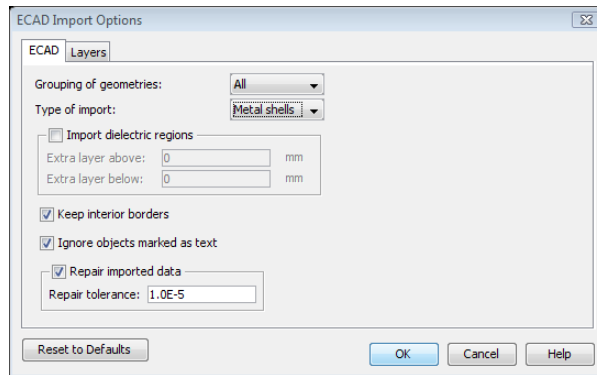 ECAD Import Options
ECAD Layers
Grouping of geometries: All
Type of import: Metal shells
Import dielectric regions
Extra layer above: 0 mm
Extra layer below: 0 mm
Keep interior borders
Ignore objects marked as text
Repair imported data
Repair tolerance: 1.0E-5
Reset to Defaults OK Cancel Help